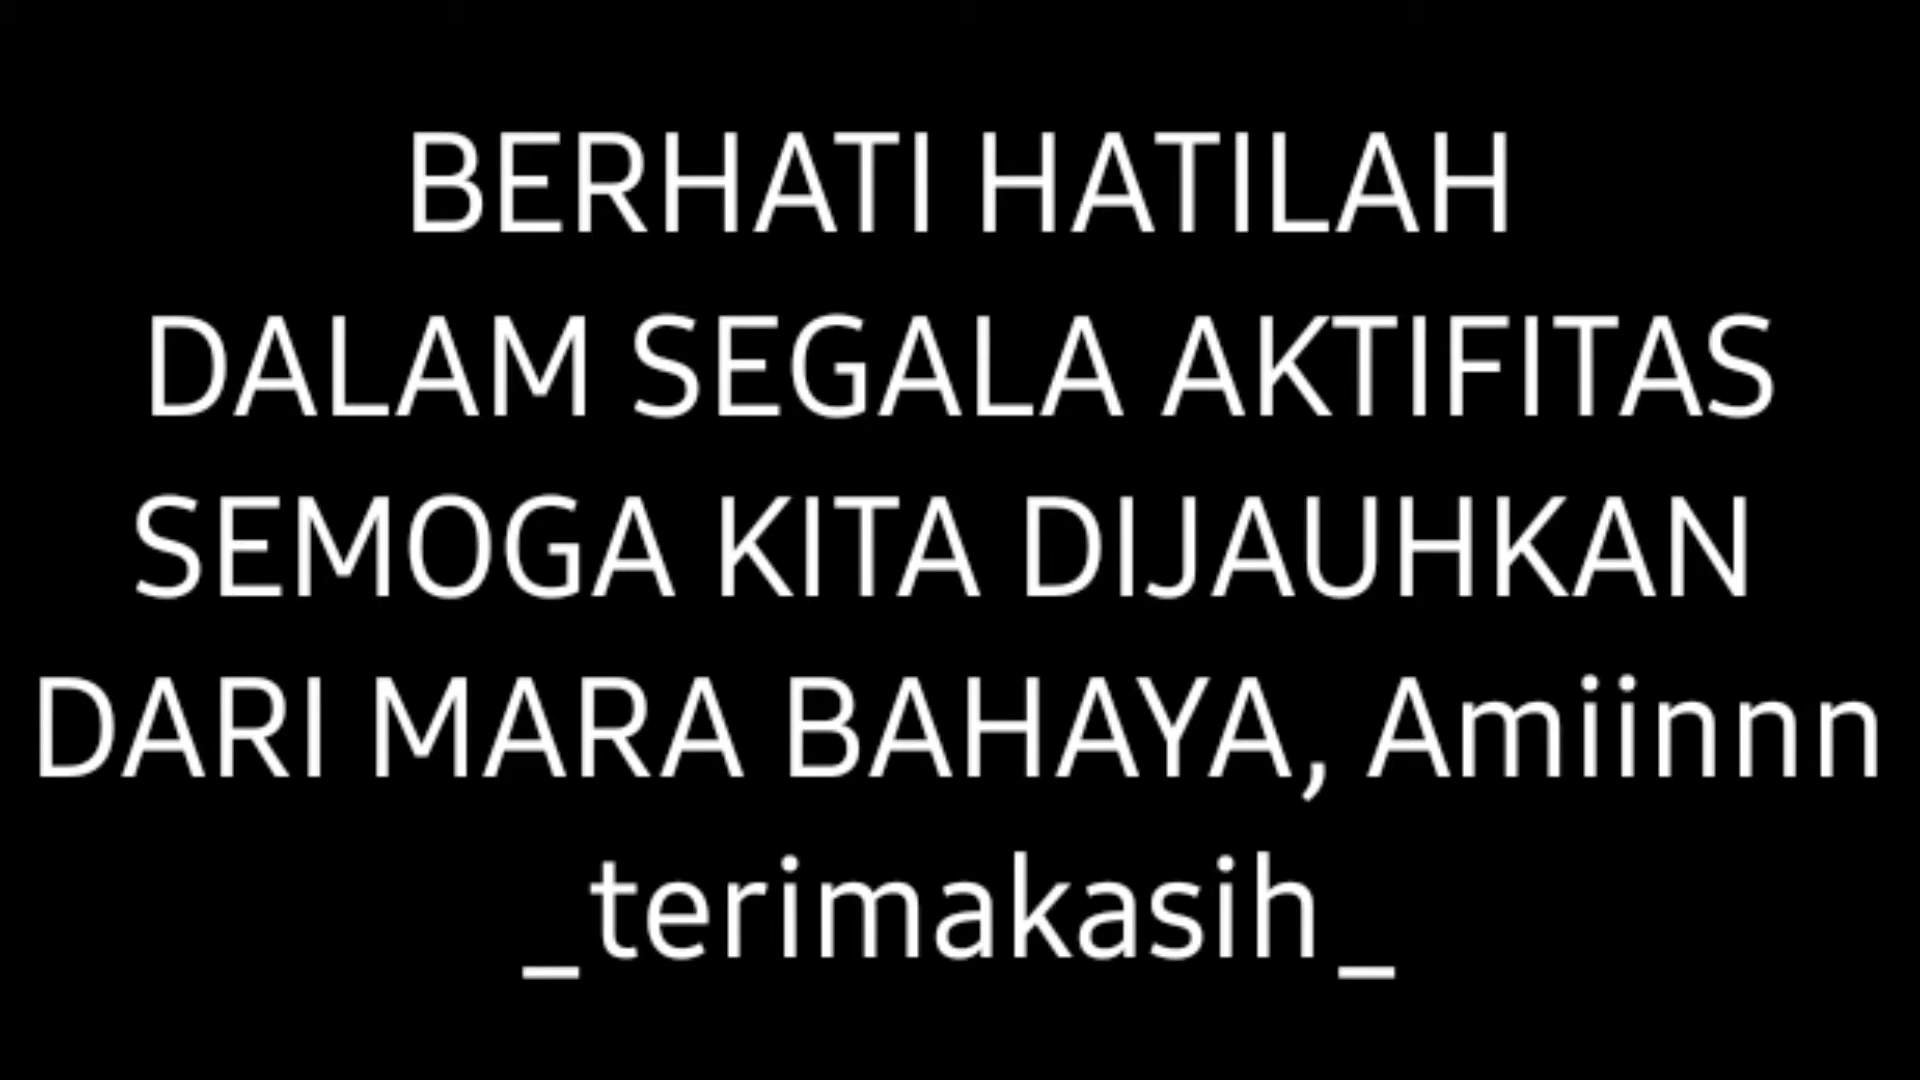 BERHATI HATILAH
DALAM SEGALA AKTIFITAS
SEMOGA KITA DIJAUHKAN
DARI MARA BAHAYA, Amiinnn
_terimakasih_